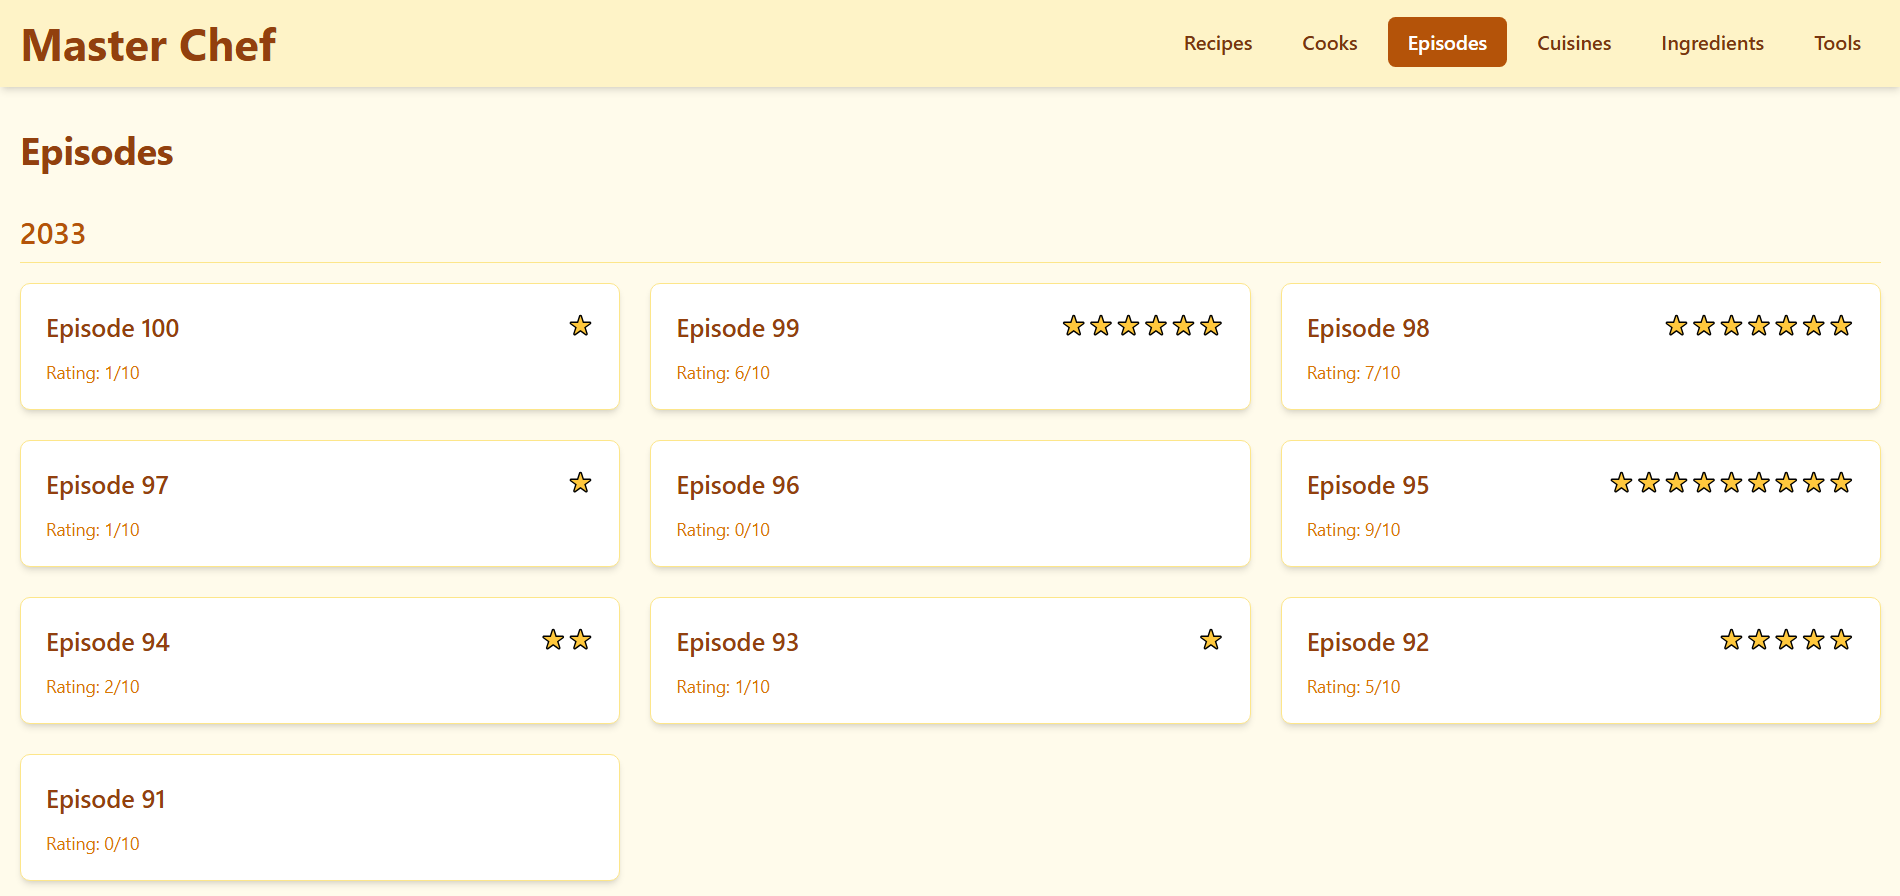 Master Chef
Recipes Cooks Episodes Cuisines Ingredients Tools
Episodes
2033
Episode 100
Rating: 1/10
Episode 99
Rating: 6/10
Episode 98
Rating: 7/10
Episode 97
Rating: 1/10
Episode 96
Rating: 0/10
Episode 95
Rating: 9/10
Episode 94
Rating: 2/10
Episode 93
Rating: 1/10
Episode 92
Rating: 5/10
Episode 91
Rating: 0/10